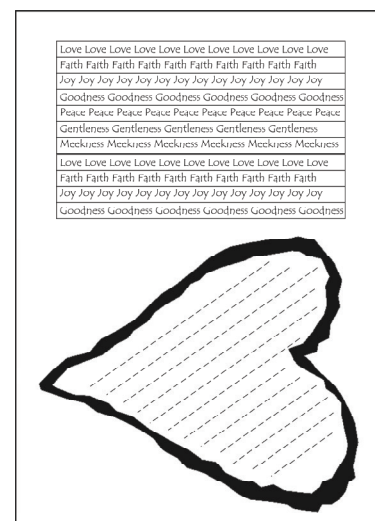 Love Love Love Love Love Love Love Love Love Love Love
Faith Faith Faith Faith Faith Faith Faith Faith Faith Faith
Joy Joy Joy Joy Joy Joy Joy Joy Joy Joy Joy Joy Joy Joy
Goodness Goodness Goodness Goodness Goodness Goodness
Peace Peace Peace Peace Peace Peace Peace Peace Peace Peace
Gentleness Gentleness Gentleness Gentleness Gentleness
Meekness Meekness Meekness Meekness Meekness Meekness
Love Love Love Love Love Love Love Love Love Love Love
Faith Faith Faith Faith Faith Faith Faith Faith Faith Faith
Joy Joy Joy Joy Joy Joy Joy Joy Joy Joy Joy Joy Joy Joy
Goodness Goodness Goodness Goodness Goodness Goodness